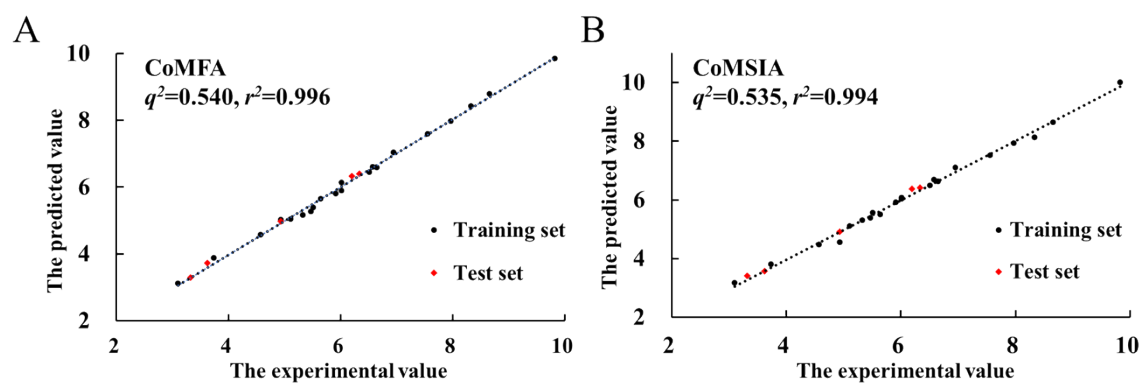 A
CoMFA
q²=0.540, r²=0.996
The predicted value
10
8
6
4
2
Training set
Test set
2
4
6
8
10
The experimental value
B
CoMSIA
q²=0.535, r²=0.994
The predicted value
10
8
6
4
2
Training set
Test set
2
4
6
8
10
The experimental value